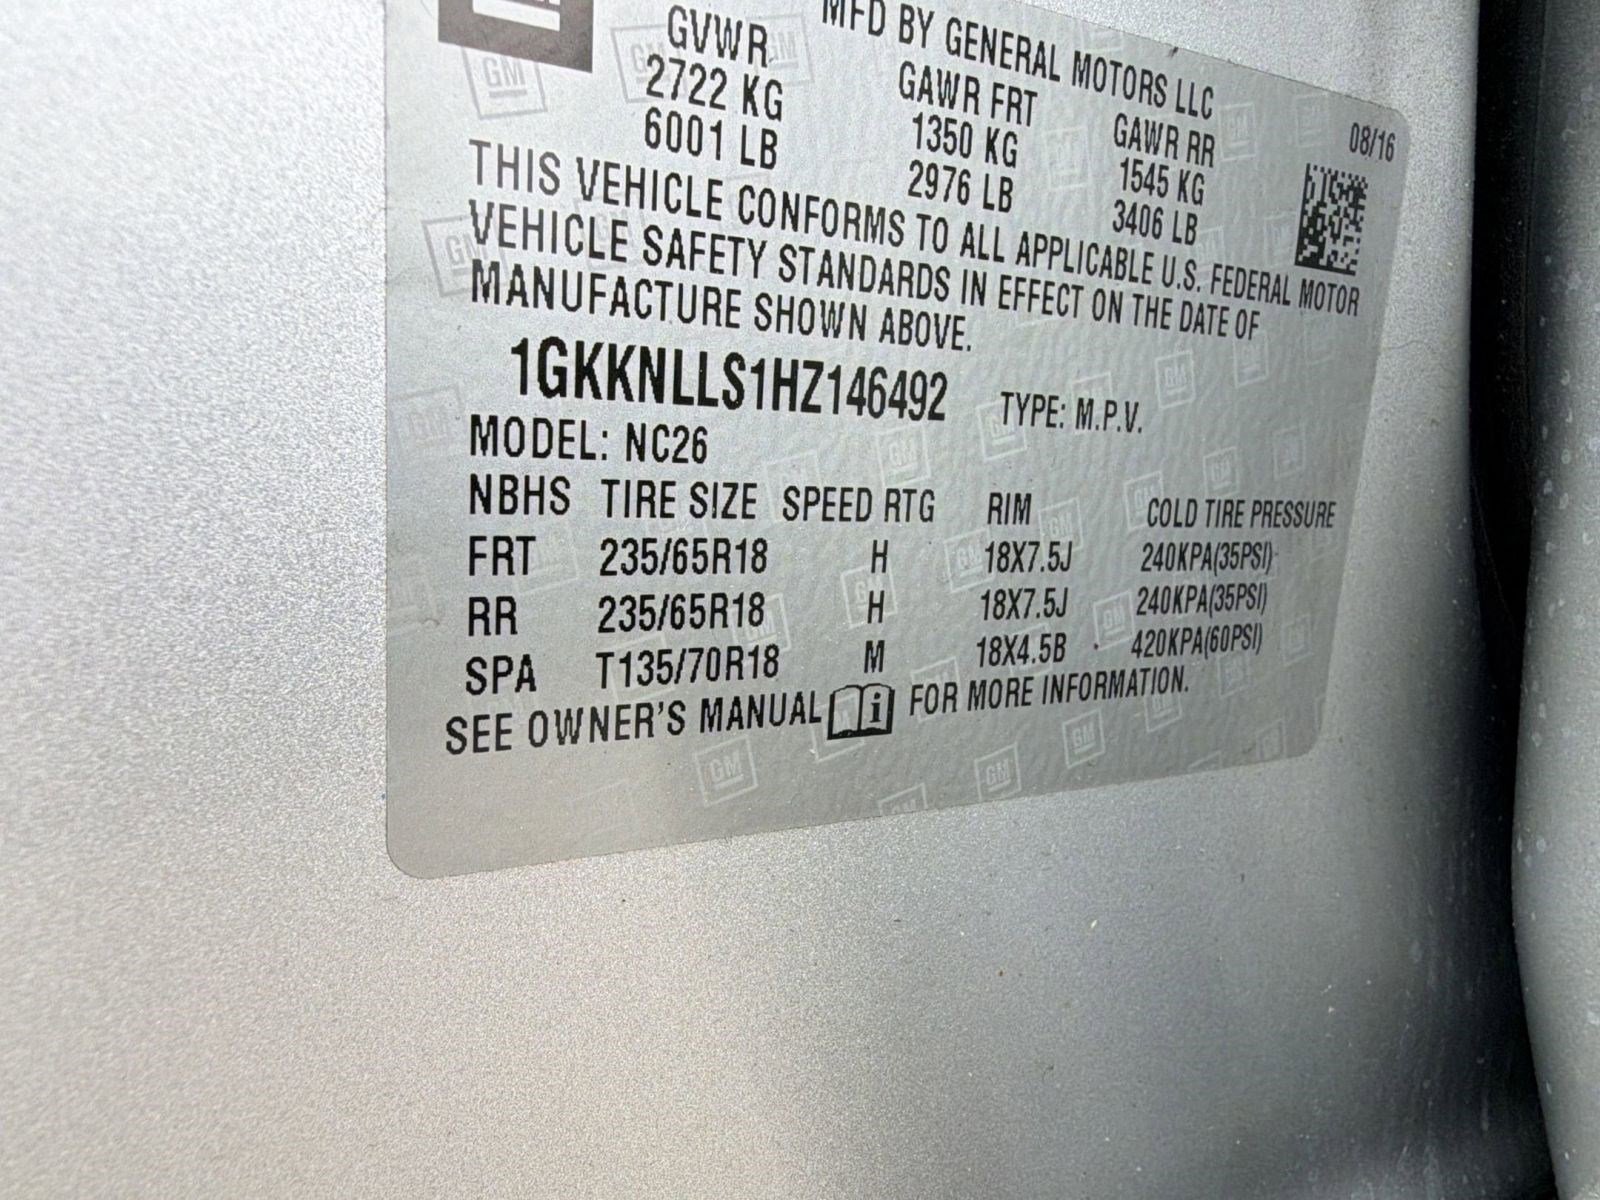 MFD BY GENERAL MOTORS LLC
08/16
GVWR GAWR FRT GAWR RR
2722 KG 1350 KG 1545 KG
6001 LB 2976 LB 3406 LB
THIS VEHICLE CONFORMS TO ALL APPLICABLE U.S. FEDERAL MOTOR
VEHICLE SAFETY STANDARDS IN EFFECT ON THE DATE OF
MANUFACTURE SHOWN ABOVE.
1GKKNLLS1HZ146492 TYPE: M.P.V.
MODEL: NC26
NBHS TIRE SIZE SPEED RTG RIM COLD TIRE PRESSURE
FRT 235/65R18 H 18X7.5J 240KPA(35PSI)
RR 235/65R18 H 18X7.5J 240KPA(35PSI)
SPA T135/70R18 M 18X4.5B 420KPA(60PSI)
SEE OWNER'S MANUAL i FOR MORE INFORMATION.